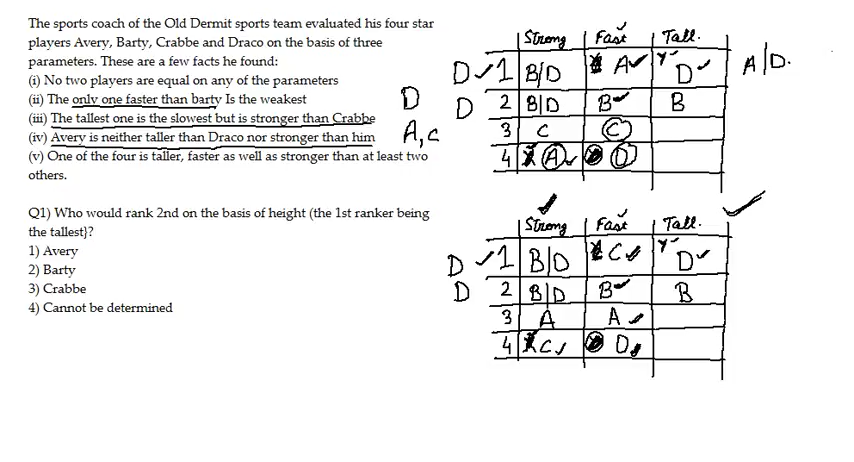 The sports coach of the Old Dermit sports team evaluated his four star
players Avery, Barty, Crabbe and Draco on the basis of three
parameters. These are a few facts he found:
(i) No two players are equal on any of the parameters
(ii) The only one faster than barty Is the weakest
(iii) The tallest one is the slowest but is stronger than Crabbe
(iv) Avery is neither taller than Draco nor stronger than him
(v) One of the four is taller, faster as well as stronger than at least two
others.
Q1) Who would rank 2nd on the basis of height (the 1st ranker being
the tallest}?
1) Avery
2) Barty
3) Crabbe
4) Cannot be determined
D
A, C
Strong Fast Tall.
D 1 B/D A D
D 2 B/D B B
3 C C
4 A D
A/D.
Strong Fast Tall.
D 1 B/D C D
D 2 B/D B B
3 A A
4 C D